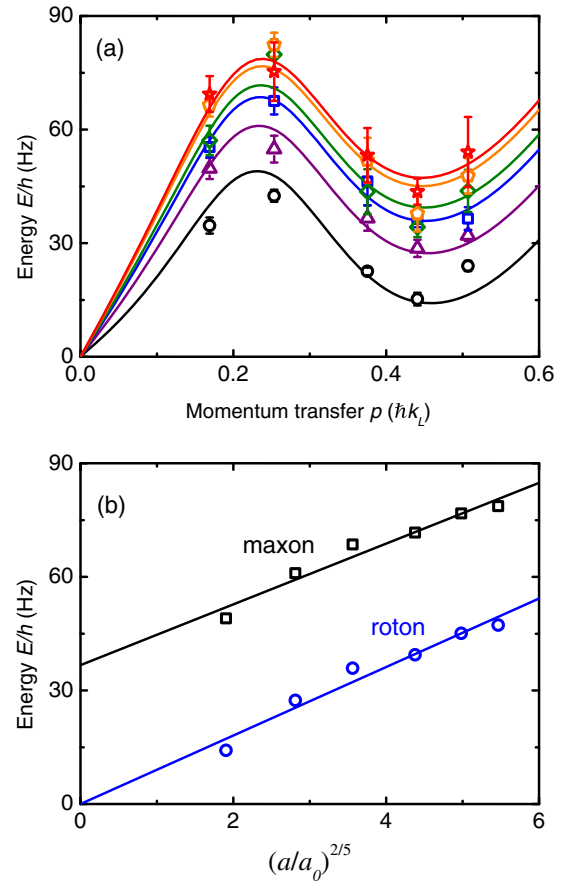 (a)
90
60
30
0
Energy E/h (Hz)
0.0 0.2 0.4 0.6
Momentum transfer p (ℏk_L)
(b)
90
60
30
0
Energy E/h (Hz)
maxon
roton
0 2 4 6
(a/a_0)^{2/5}